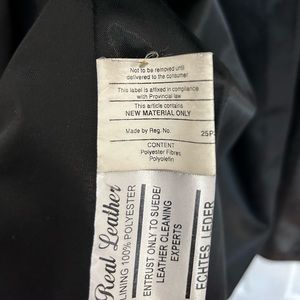 Not to be removed until
delivered to the consumer
This label is affixed in compliance
with Provincial law
This article contains
NEW MATERIAL ONLY
Made by Reg. No. 25P
CONTENT
Polyester Fibres
Polyolefin
Real Leather
LINING 100% POLYESTER
ENTRUST ONLY TO SUEDE/
LEATHER CLEANING
EXPERTS
ECHTES LEDER